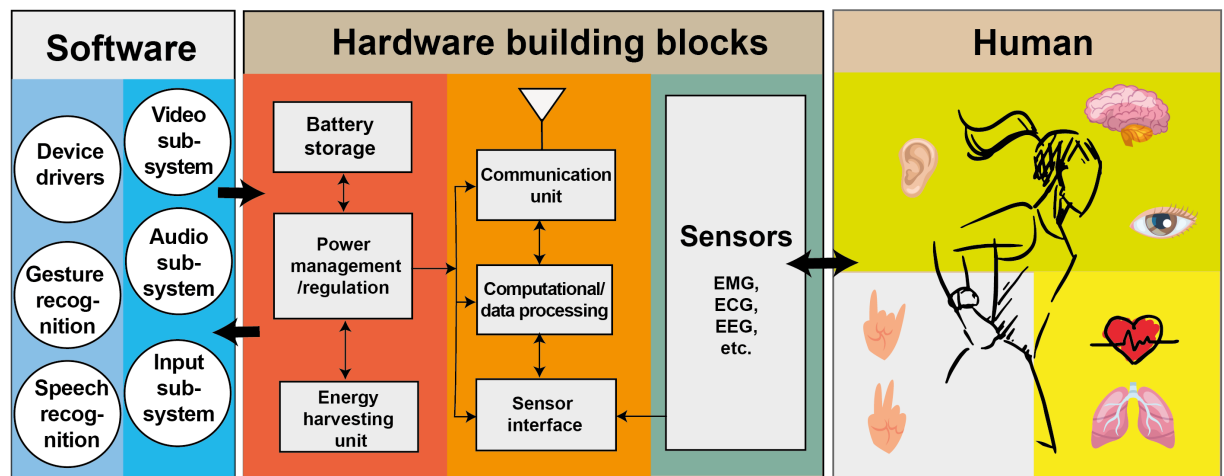 Software
Hardware building blocks
Human
Device
drivers
Gesture
recog-
nition
Speech
recog-
nition
Video
sub-
system
Audio
sub-
system
Input
sub-
system
Battery
storage
Power
management
/regulation
Energy
harvesting
unit
Communication
unit
Computational/
data processing
Sensor
interface
Sensors
EMG,
ECG,
EEG,
etc.